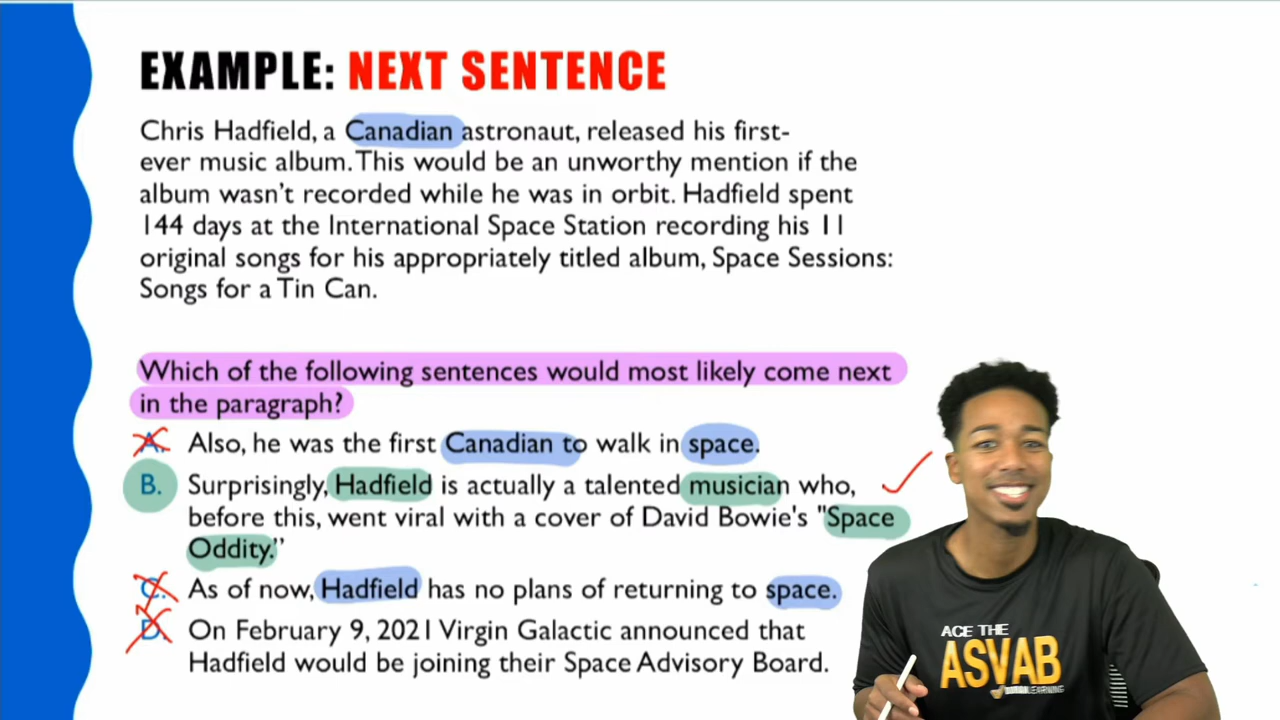 EXAMPLE: NEXT SENTENCE
Chris Hadfield, a Canadian astronaut, released his first-
ever music album. This would be an unworthy mention if the
album wasn't recorded while he was in orbit. Hadfield spent
144 days at the International Space Station recording his 11
original songs for his appropriately titled album, Space Sessions:
Songs for a Tin Can.
Which of the following sentences would most likely come next
in the paragraph?
A. Also, he was the first Canadian to walk in space.
B. Surprisingly, Hadfield is actually a talented musician who,
before this, went viral with a cover of David Bowie's "Space
Oddity."
C. As of now, Hadfield has no plans of returning to space.
D. On February 9, 2021 Virgin Galactic announced that
Hadfield would be joining their Space Advisory Board.
ACE THE
ASVAB
LEARNING